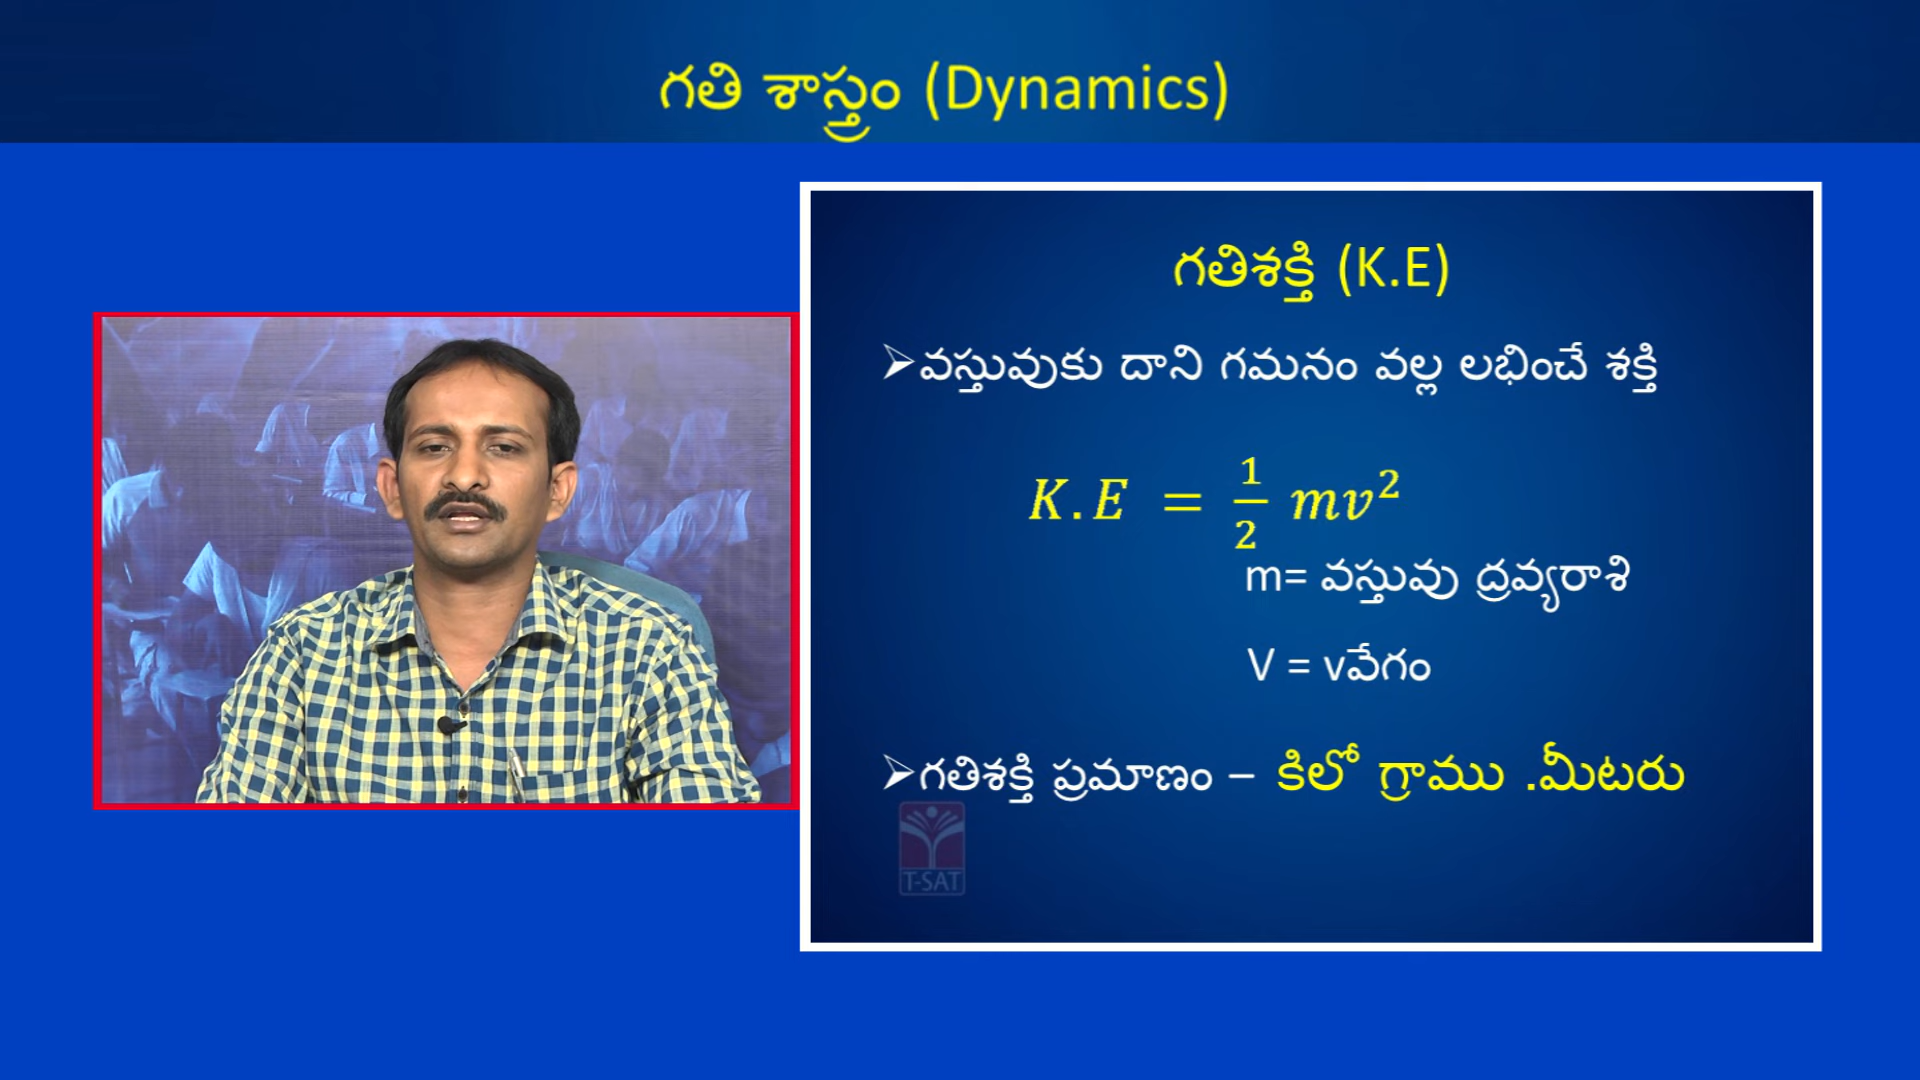 గతి శాస్త్రం (Dynamics)
గతిశక్తి (K.E)
➢వస్తువుకు దాని గమనం వల్ల లభించే శక్తి
K.E = 1/2 mv²
m= వస్తువు ద్రవ్యరాశి
V = vవేగం
➢గతిశక్తి ప్రమాణం – కిలో గ్రాము .మీటరు
T-SAT